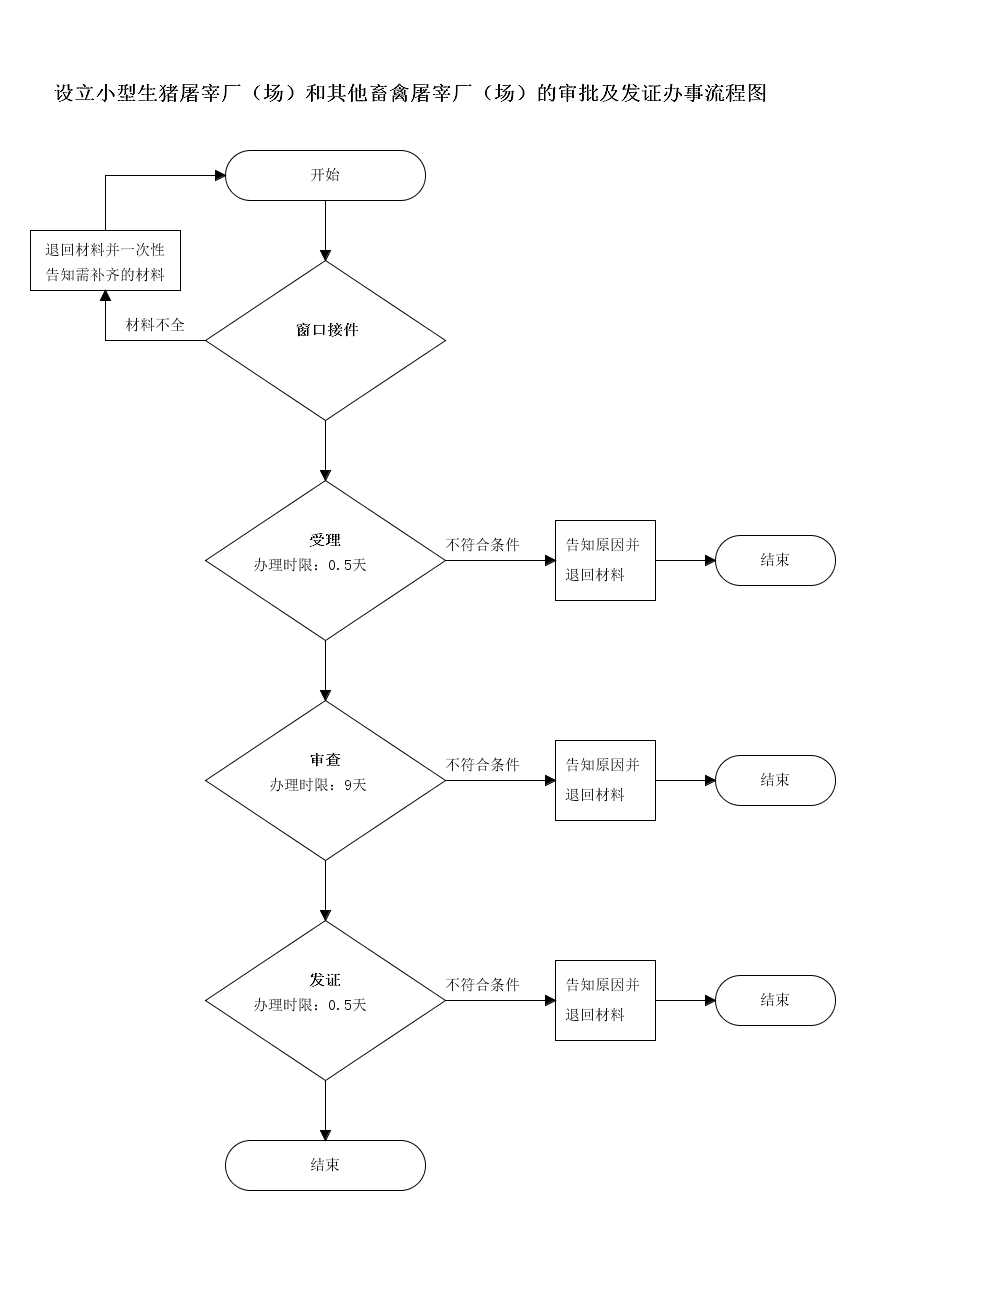 设立小型生猪屠宰厂（场）和其他畜禽屠宰厂（场）的审批及发证办事流程图
开始
退回材料并一次性
告知需补齐的材料
材料不全
窗口接件
受理
办理时限：0.5天
不符合条件
告知原因并
退回材料
结束
审查
办理时限：9天
不符合条件
告知原因并
退回材料
结束
发证
办理时限：0.5天
不符合条件
告知原因并
退回材料
结束
结束